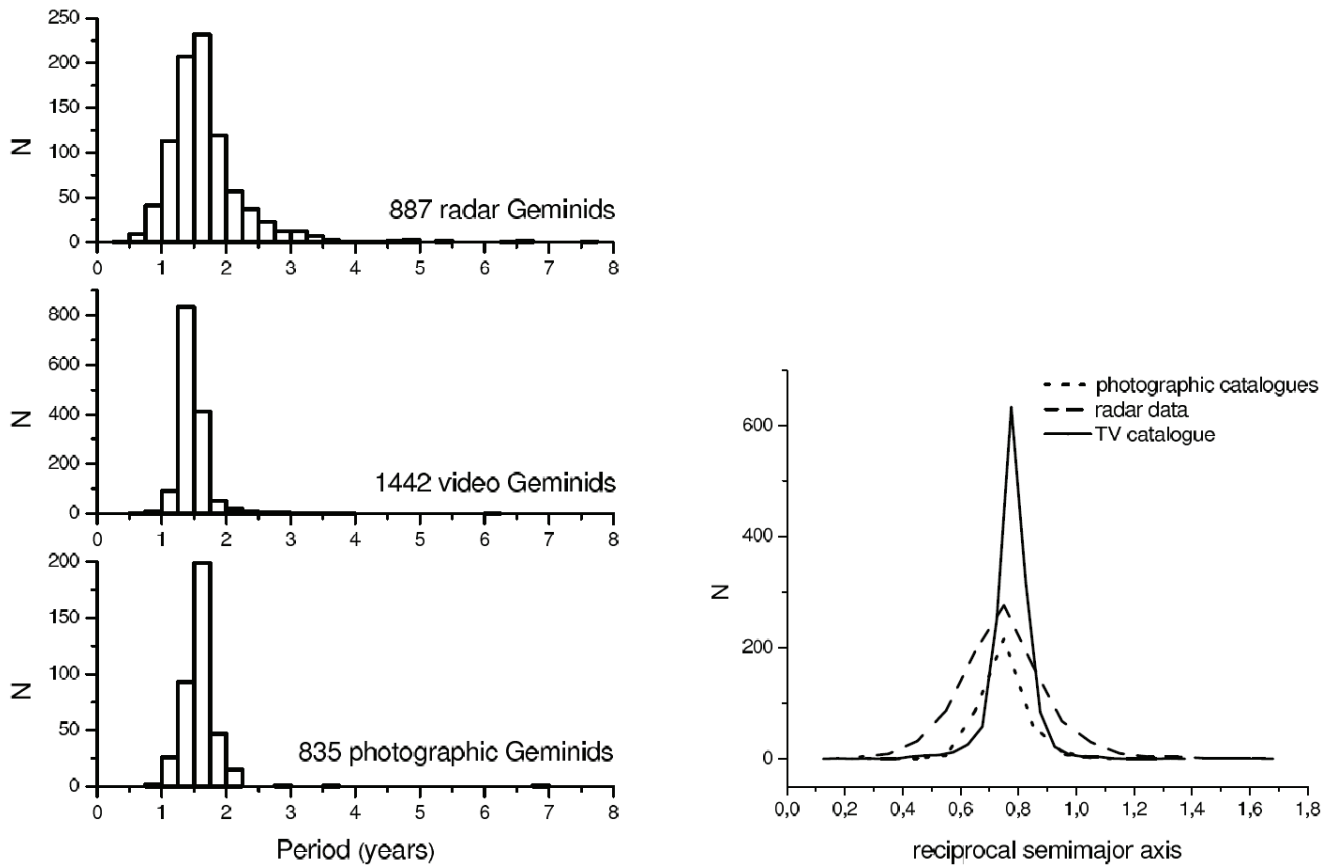 250
200
150
100
50
0
N
887 radar Geminids
0 1 2 3 4 5 6 7 8
800
600
400
200
0
N
1442 video Geminids
0 1 2 3 4 5 6 7 8
200
150
100
50
0
N
835 photographic Geminids
0 1 2 3 4 5 6 7 8
Period (years)
photographic catalogues
radar data
TV catalogue
600
400
200
0
N
0,0 0,2 0,4 0,6 0,8 1,0 1,2 1,4 1,6 1,8
reciprocal semimajor axis